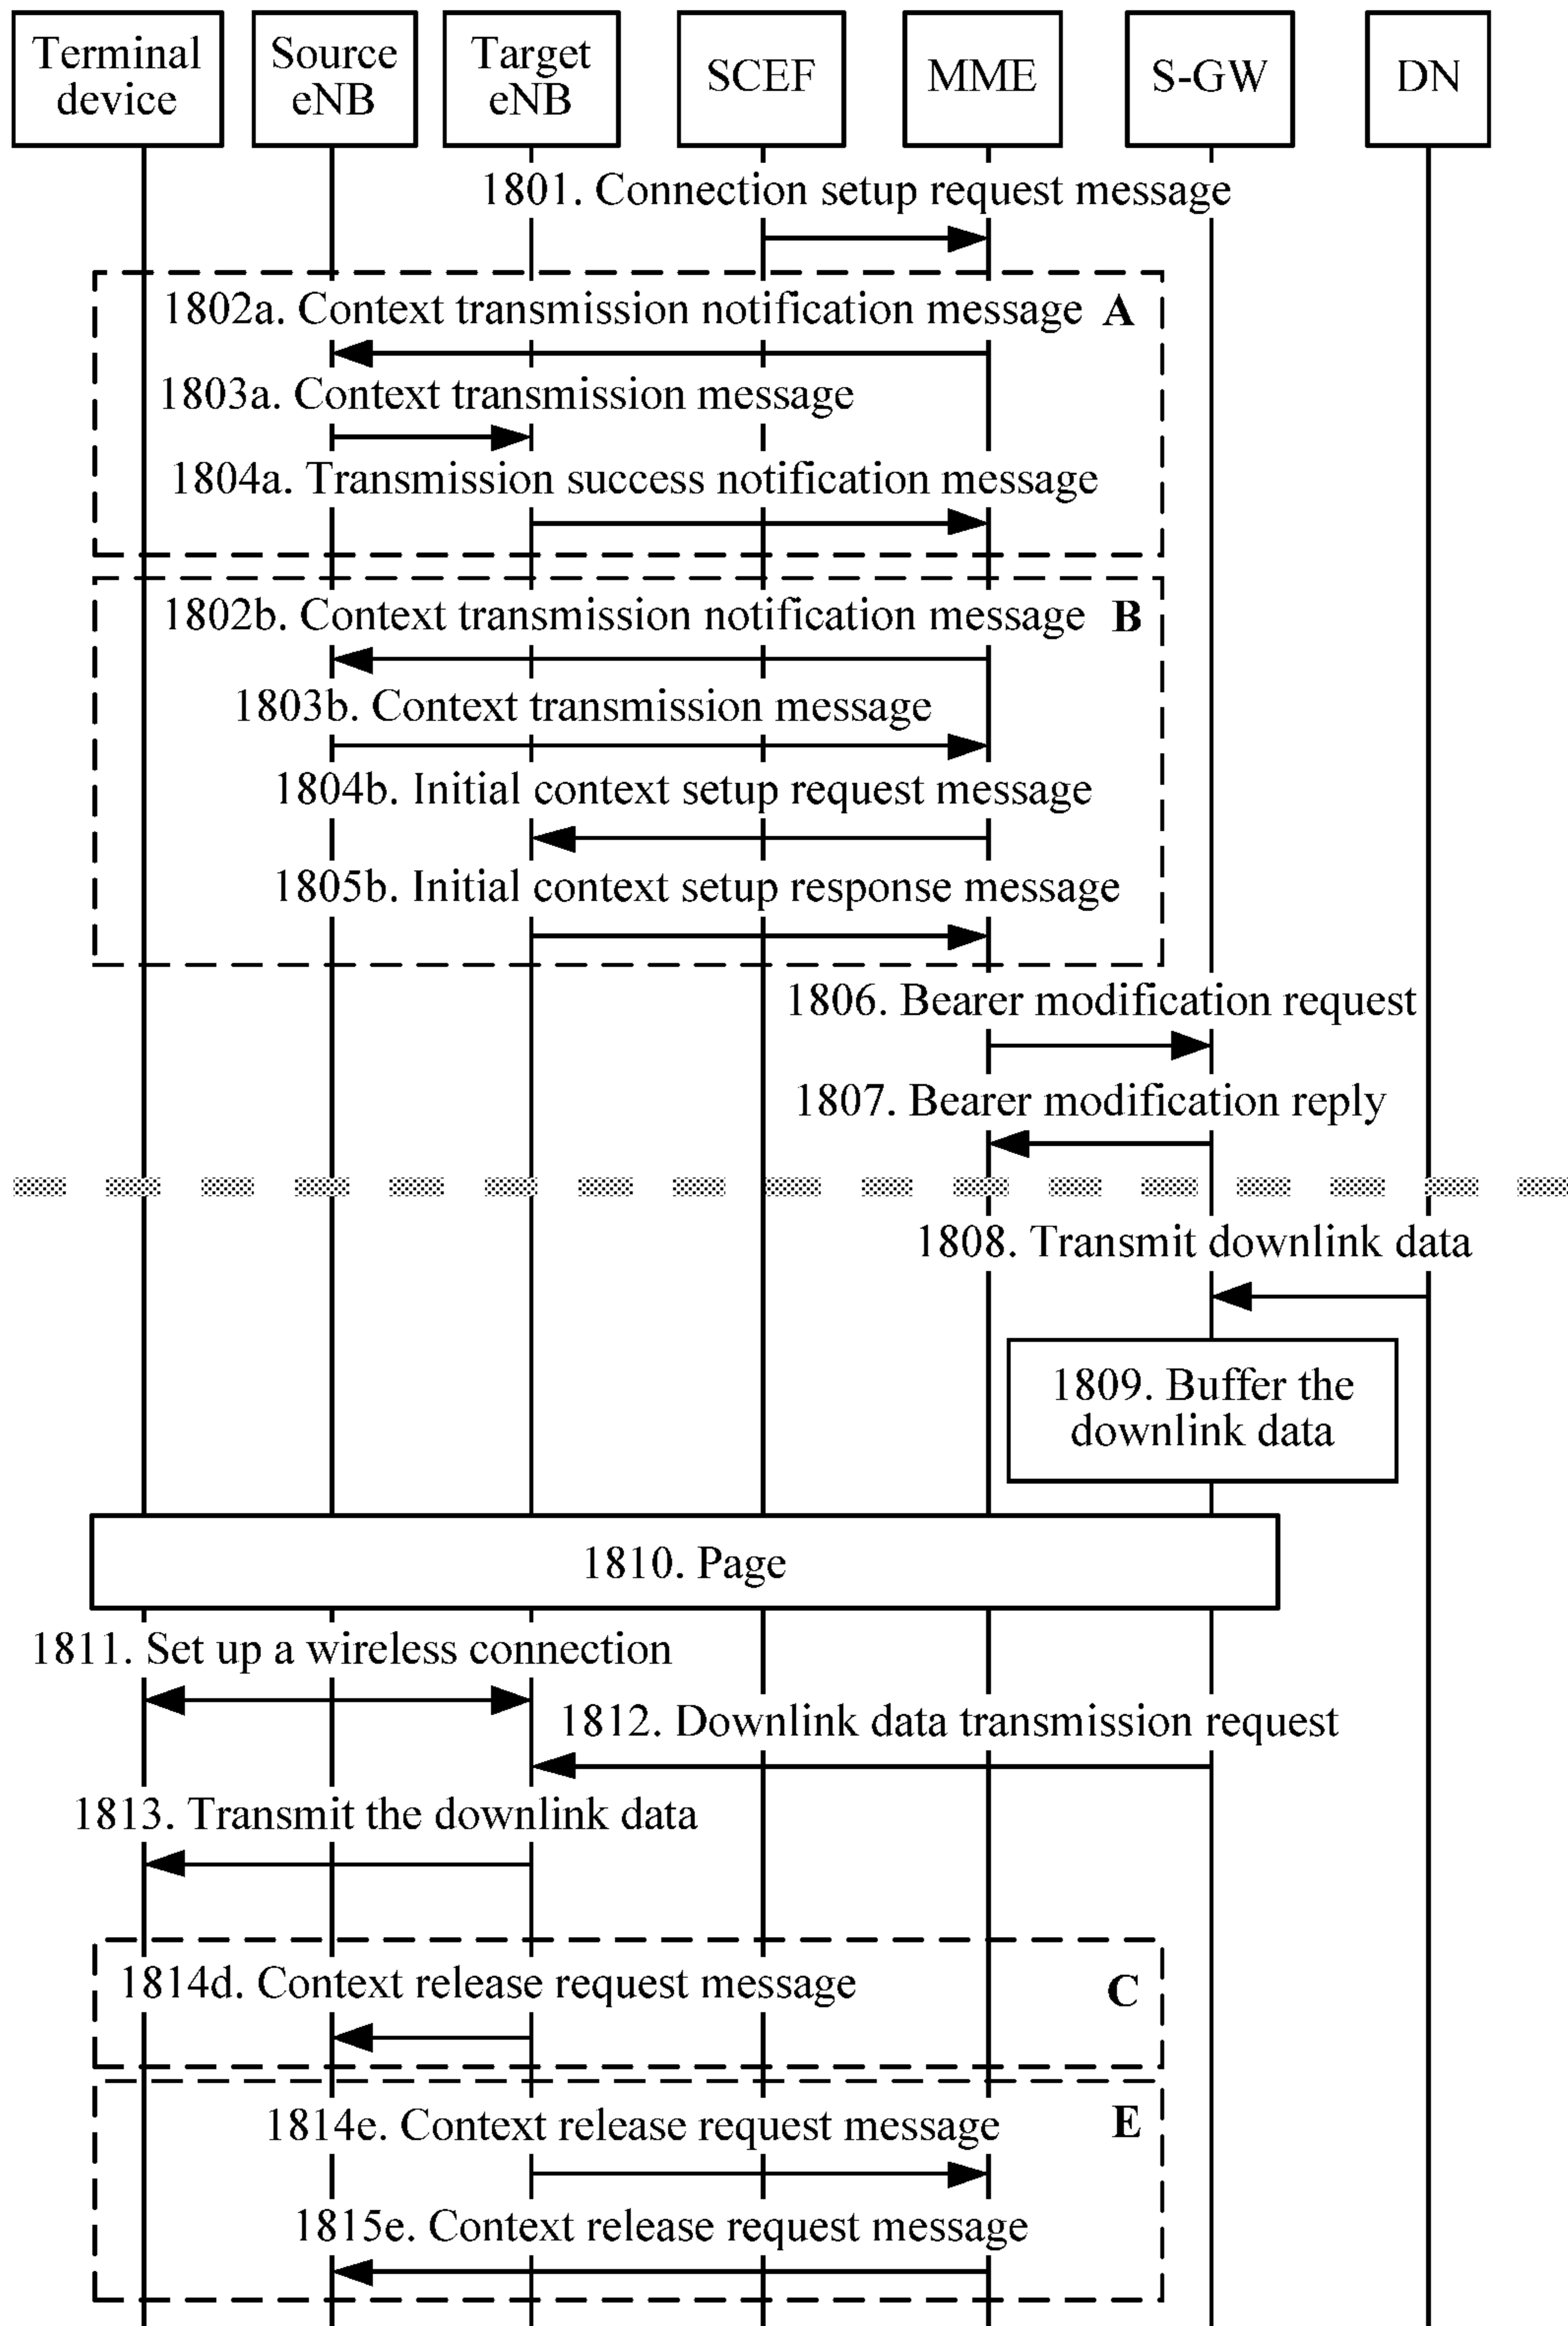 Terminal
device
Source
eNB
Target
eNB
SCEF
MME
S-GW
DN
1801. Connection setup request message
1802a. Context transmission notification message A
1803a. Context transmission message
1804a. Transmission success notification message
1802b. Context transmission notification message B
1803b. Context transmission message
1804b. Initial context setup request message
1805b. Initial context setup response message
1806. Bearer modification request
1807. Bearer modification reply
1808. Transmit downlink data
1809. Buffer the
downlink data
1810. Page
1811. Set up a wireless connection
1812. Downlink data transmission request
1813. Transmit the downlink data
1814d. Context release request message C
1814e. Context release request message E
1815e. Context release request message